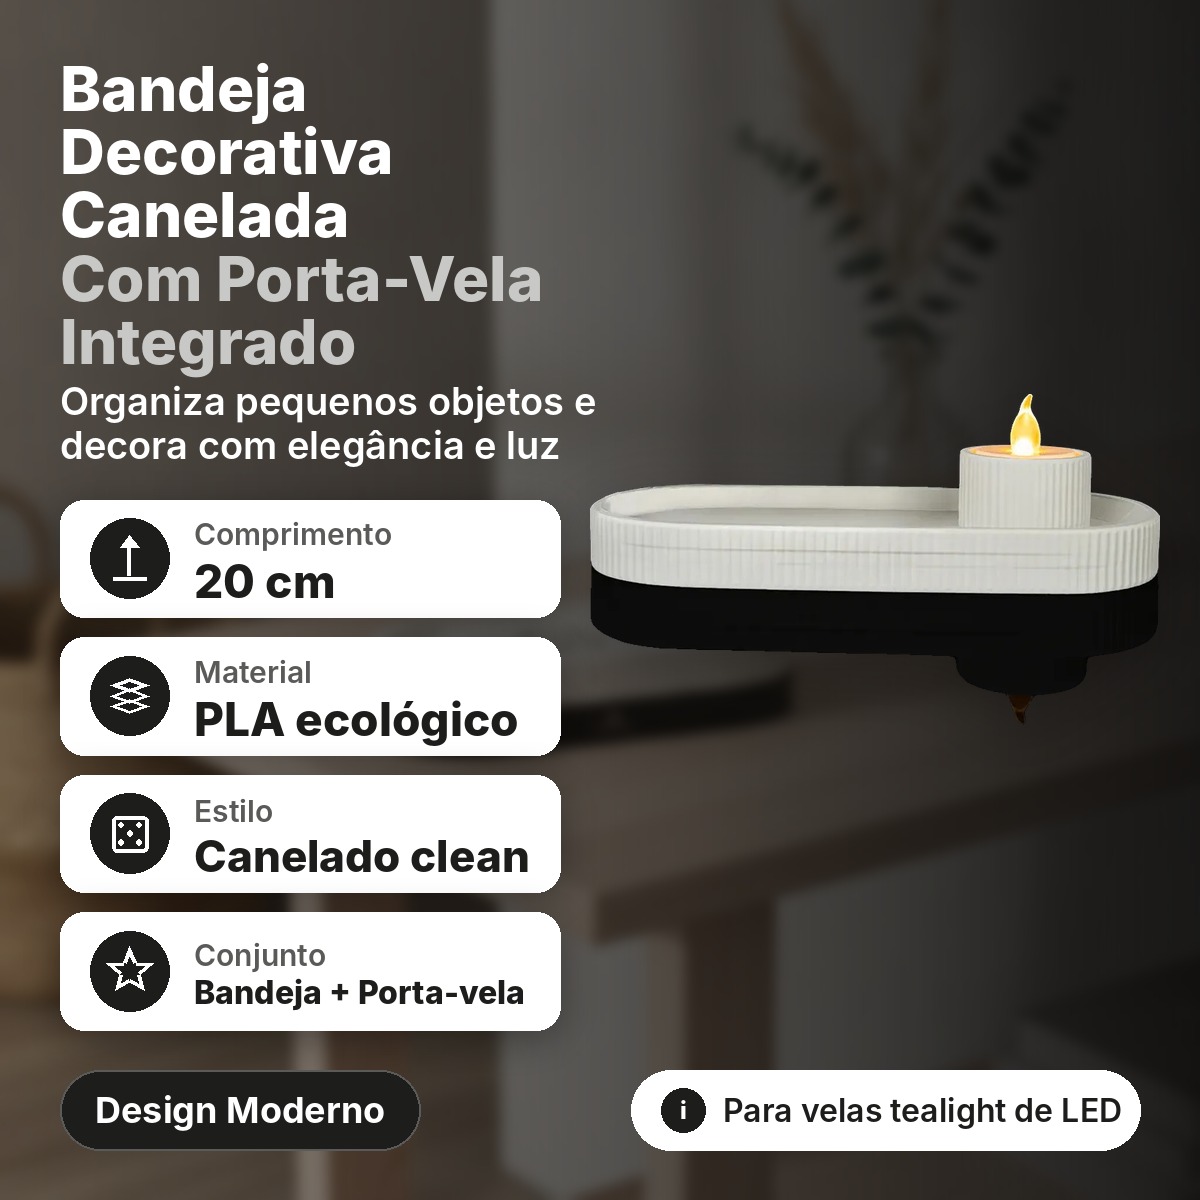 Bandeja
Decorativa
Canelada
Com Porta-Vela
Integrado
Organiza pequenos objetos e
decora com elegância e luz
Comprimento
20 cm
Material
PLA ecológico
Estilo
Canelado clean
Conjunto
Bandeja + Porta-vela
Design Moderno
i Para velas tealight de LED